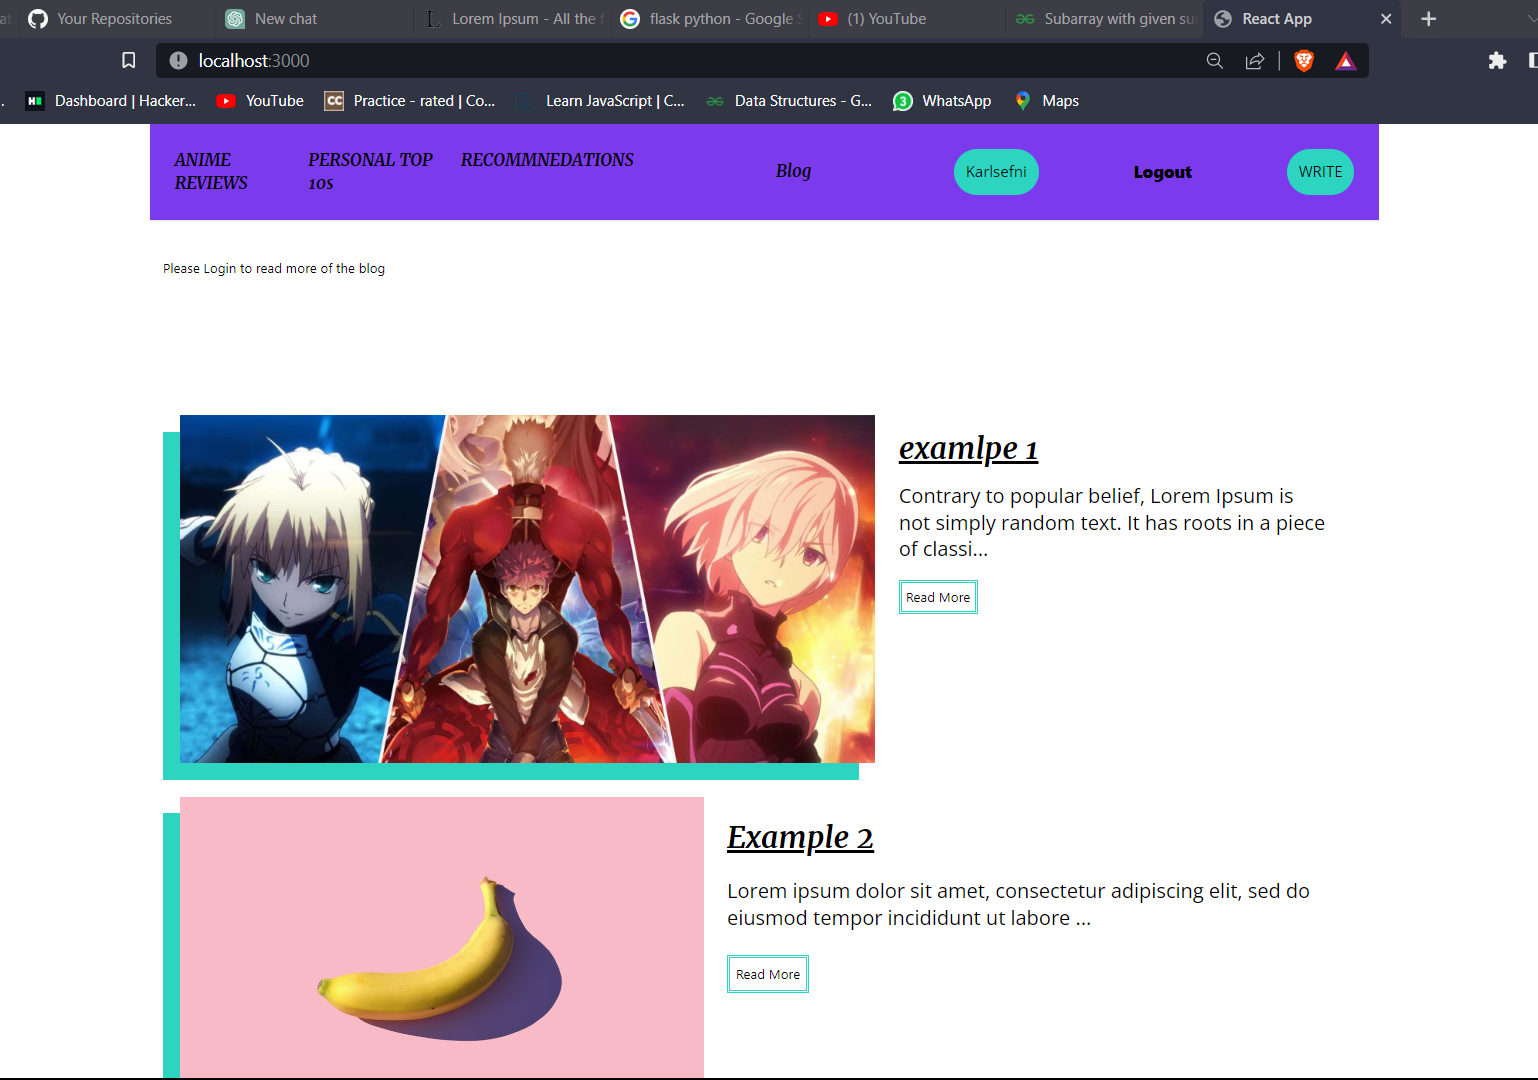 Your Repositories
New chat
Lorem Ipsum - All the f
flask python - Google S
(1) YouTube
Subarray with given su
React App
localhost:3000
Dashboard | Hacker...
YouTube
CC
Practice - rated | Co...
Learn JavaScript | C...
Data Structures - G...
3
WhatsApp
Maps
ANIME
REVIEWS
PERSONAL TOP
10s
RECOMMNEDATIONS
Blog
Karlsefni
Logout
WRITE
Please Login to read more of the blog
examlpe 1
Contrary to popular belief, Lorem Ipsum is
not simply random text. It has roots in a piece
of classi...
Read More
Example 2
Lorem ipsum dolor sit amet, consectetur adipiscing elit, sed do
eiusmod tempor incididunt ut labore ...
Read More